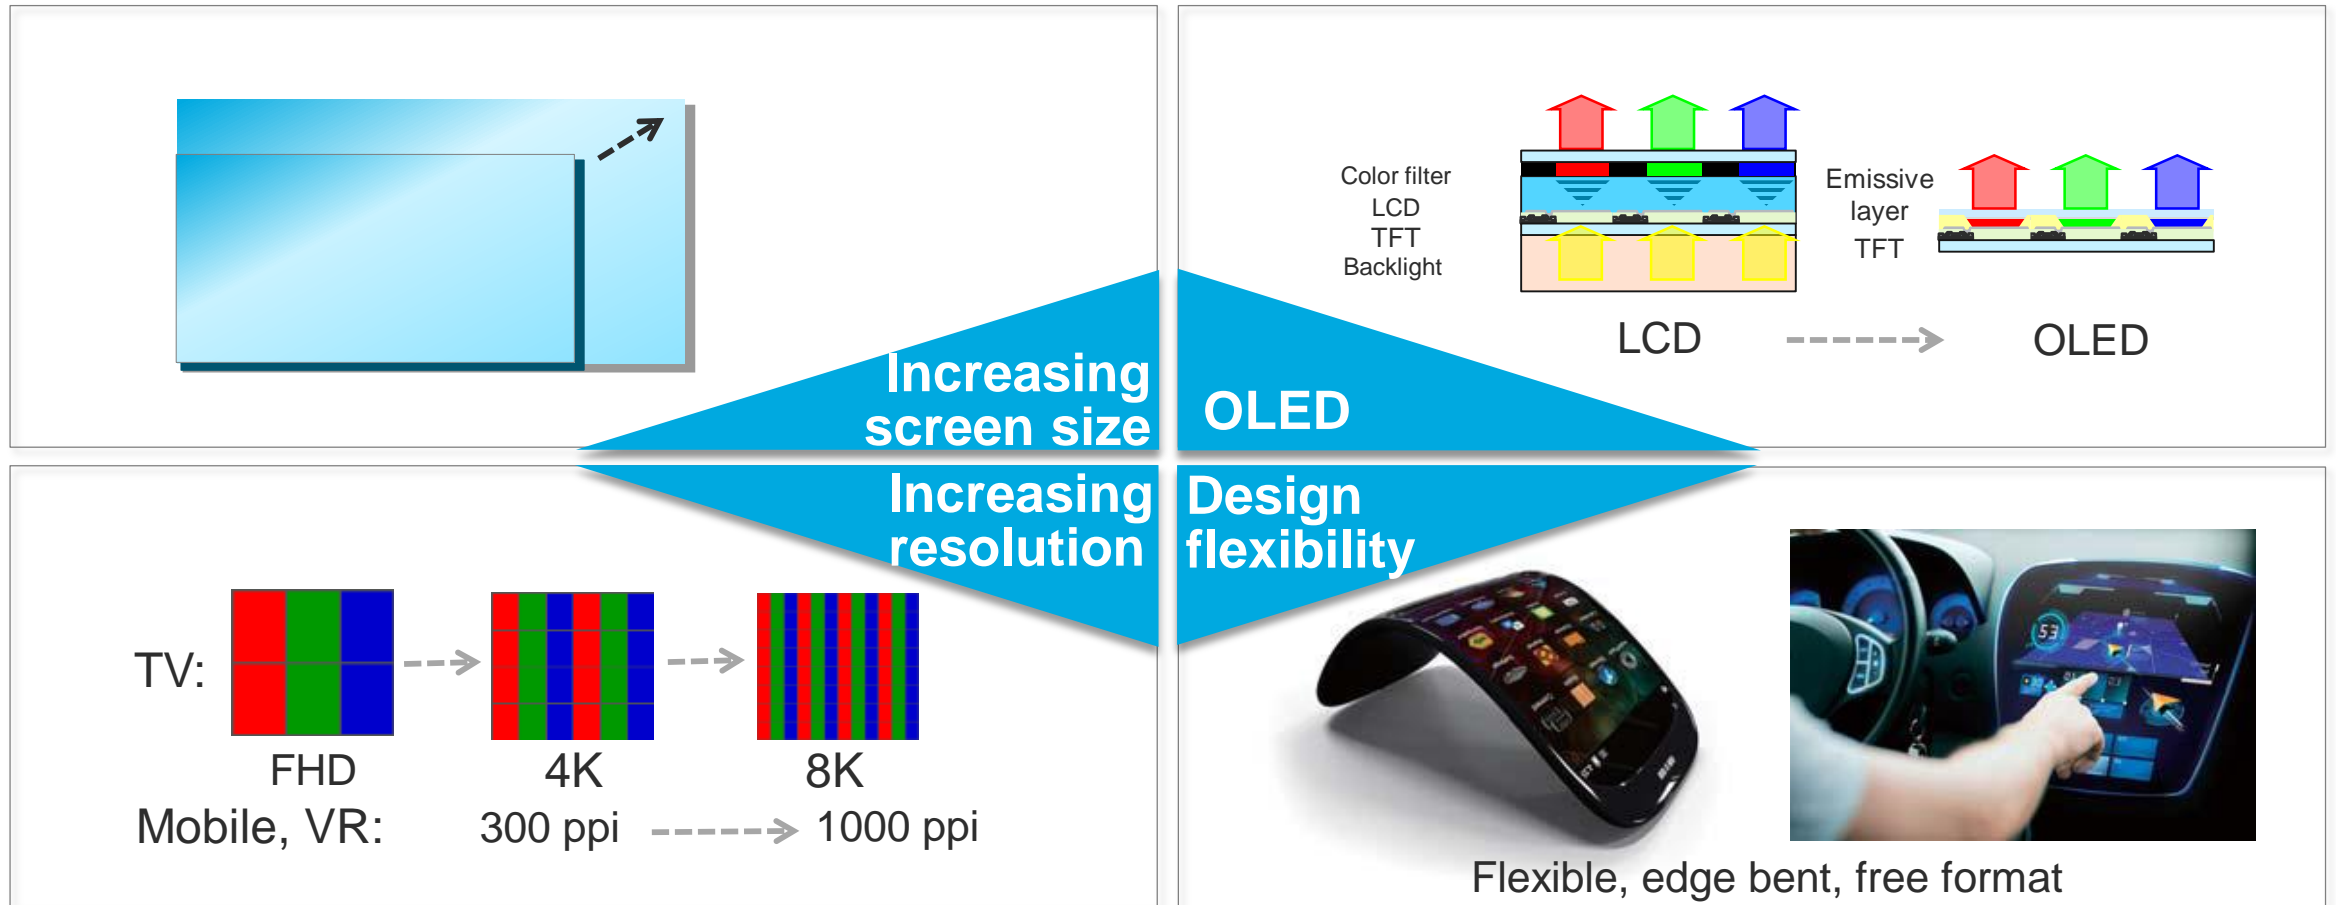 Increasing
screen size
Color filter
LCD
TFT
Backlight
Emissive
layer
TFT
LCD
OLED
OLED
Increasing
resolution
TV:
FHD
4K
8K
Mobile, VR:
300 ppi
1000 ppi
Design
flexibility
53
Flexible, edge bent, free format